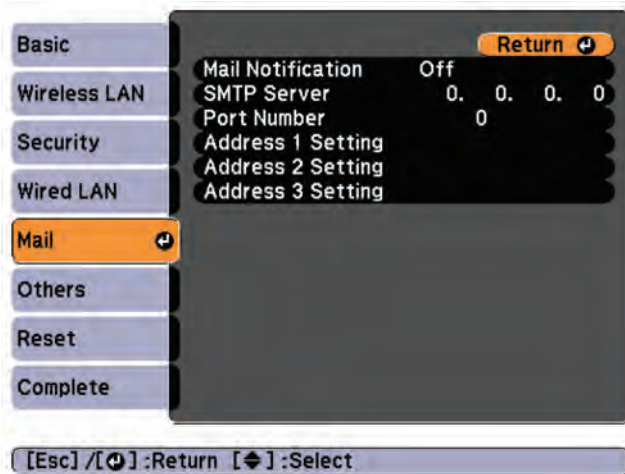 Basic
Wireless LAN
Security
Wired LAN
Mail
Others
Reset
Complete
Return
Mail Notification Off
SMTP Server 0. 0. 0. 0
Port Number 0
Address 1 Setting
Address 2 Setting
Address 3 Setting
[Esc] /[⏎] :Return [◆] :Select